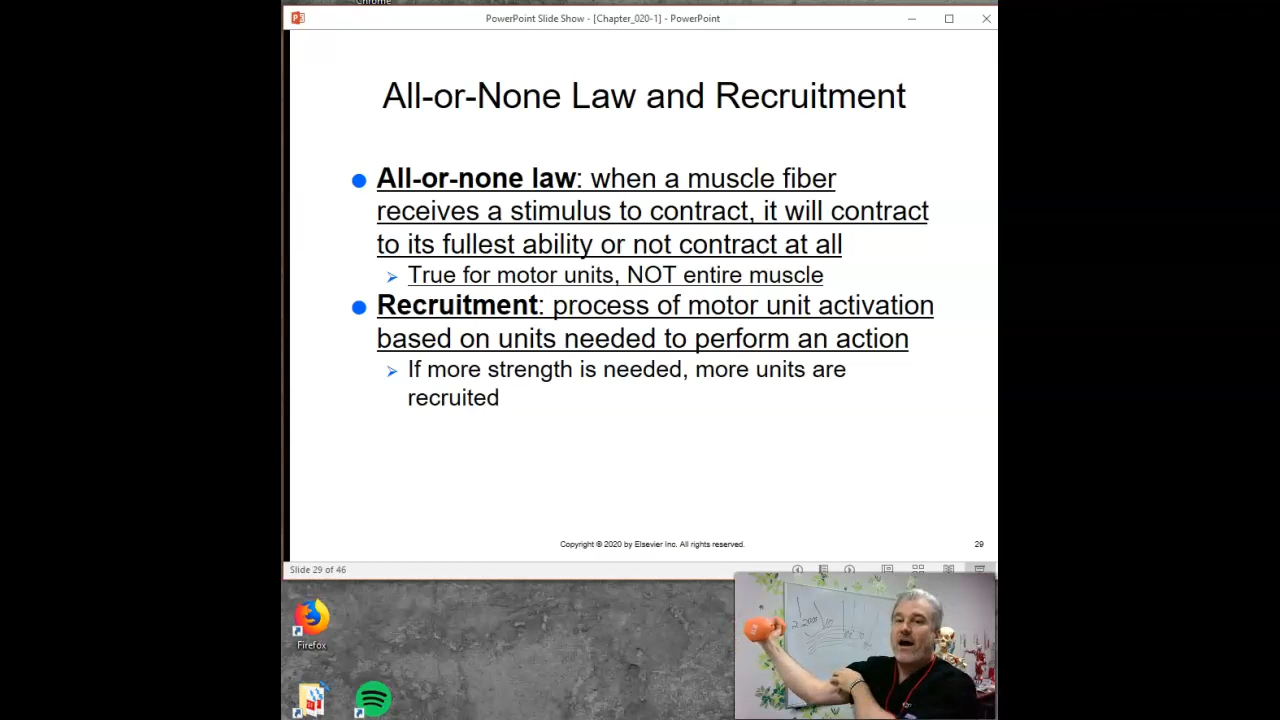 Chrome
PowerPoint Slide Show - [Chapter_020-1] - PowerPoint
All-or-None Law and Recruitment
All-or-none law: when a muscle fiber
receives a stimulus to contract, it will contract
to its fullest ability or not contract at all
True for motor units, NOT entire muscle
Recruitment: process of motor unit activation
based on units needed to perform an action
If more strength is needed, more units are
recruited
Copyright © 2020 by Elsevier Inc. All rights reserved.
29
Slide 29 of 46
Firefox